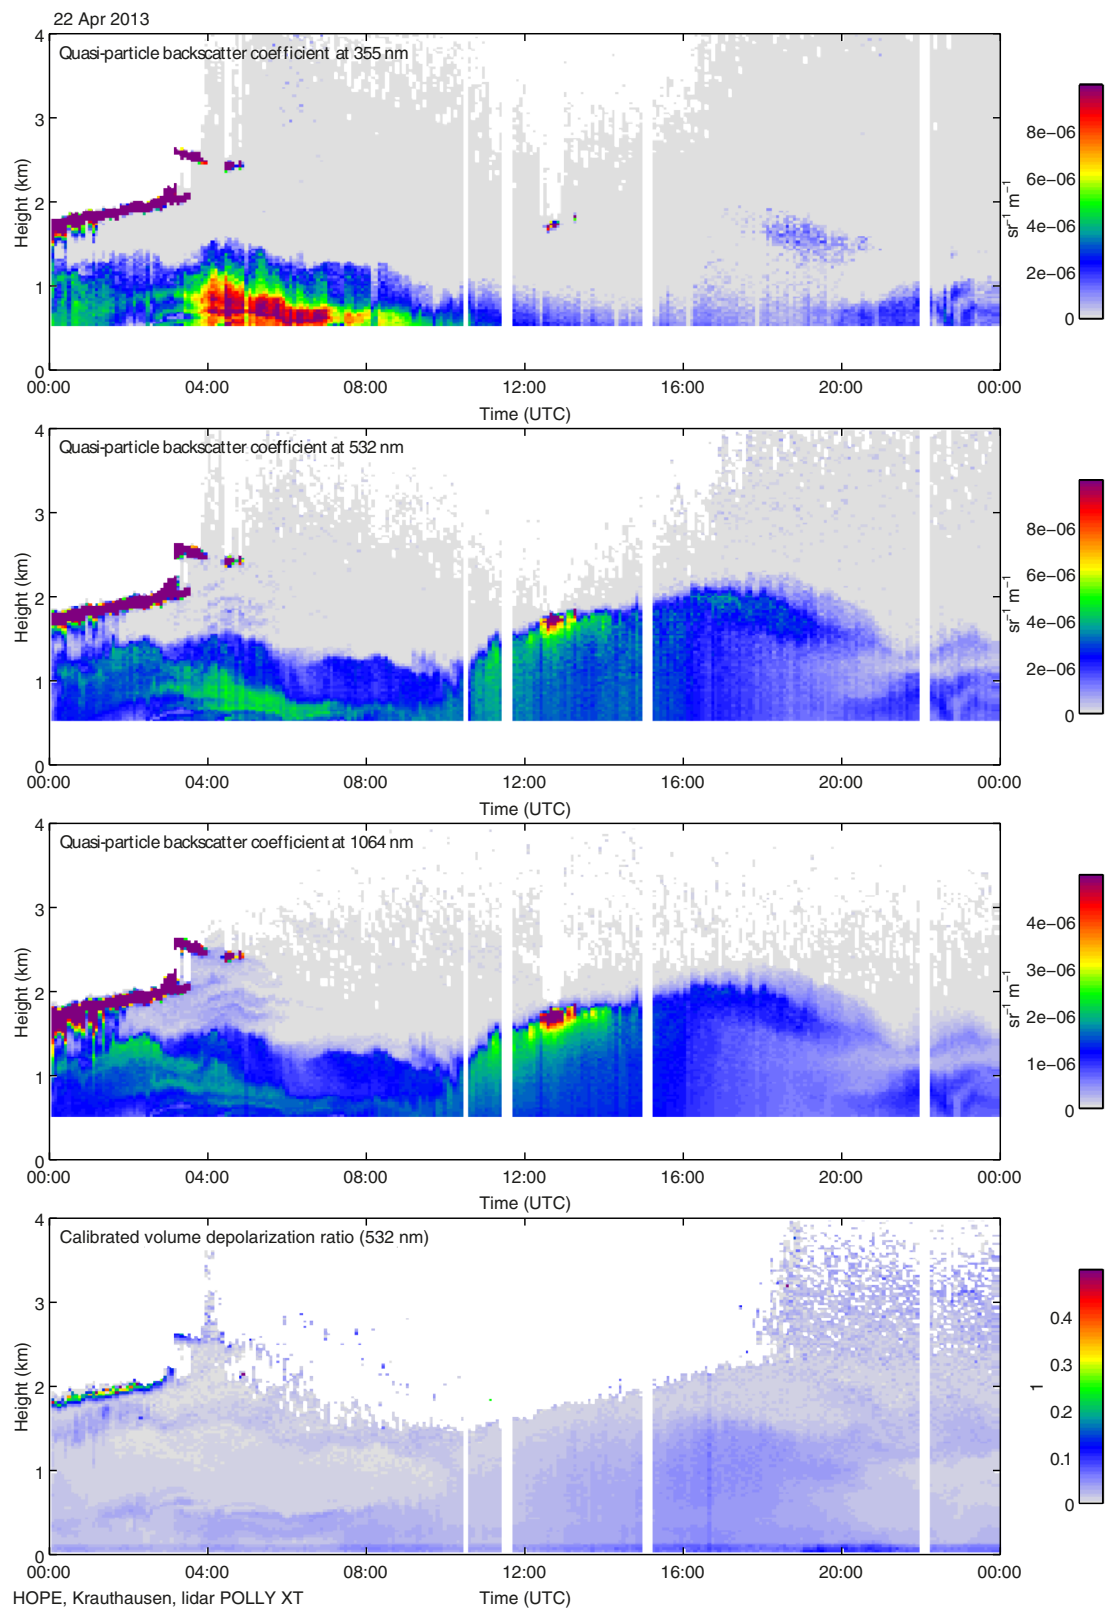 22 Apr 2013
4
Quasi-particle backscatter coefficient at 355 nm
3
2
1
0
Height (km)
00:00 04:00 08:00 12:00 16:00 20:00 00:00
Time (UTC)
8e−06
6e−06
4e−06
2e−06
0
sr⁻¹ m⁻¹
4
Quasi-particle backscatter coefficient at 532 nm
3
2
1
0
Height (km)
00:00 04:00 08:00 12:00 16:00 20:00 00:00
Time (UTC)
8e−06
6e−06
4e−06
2e−06
0
sr⁻¹ m⁻¹
4
Quasi-particle backscatter coefficient at 1064 nm
3
2
1
0
Height (km)
00:00 04:00 08:00 12:00 16:00 20:00 00:00
Time (UTC)
4e−06
3e−06
2e−06
1e−06
0
sr⁻¹ m⁻¹
4
Calibrated volume depolarization ratio (532 nm)
3
2
1
0
Height (km)
00:00 04:00 08:00 12:00 16:00 20:00 00:00
0.4
0.3
0.2
0.1
0
1
HOPE, Krauthausen, lidar POLLY XT Time (UTC)